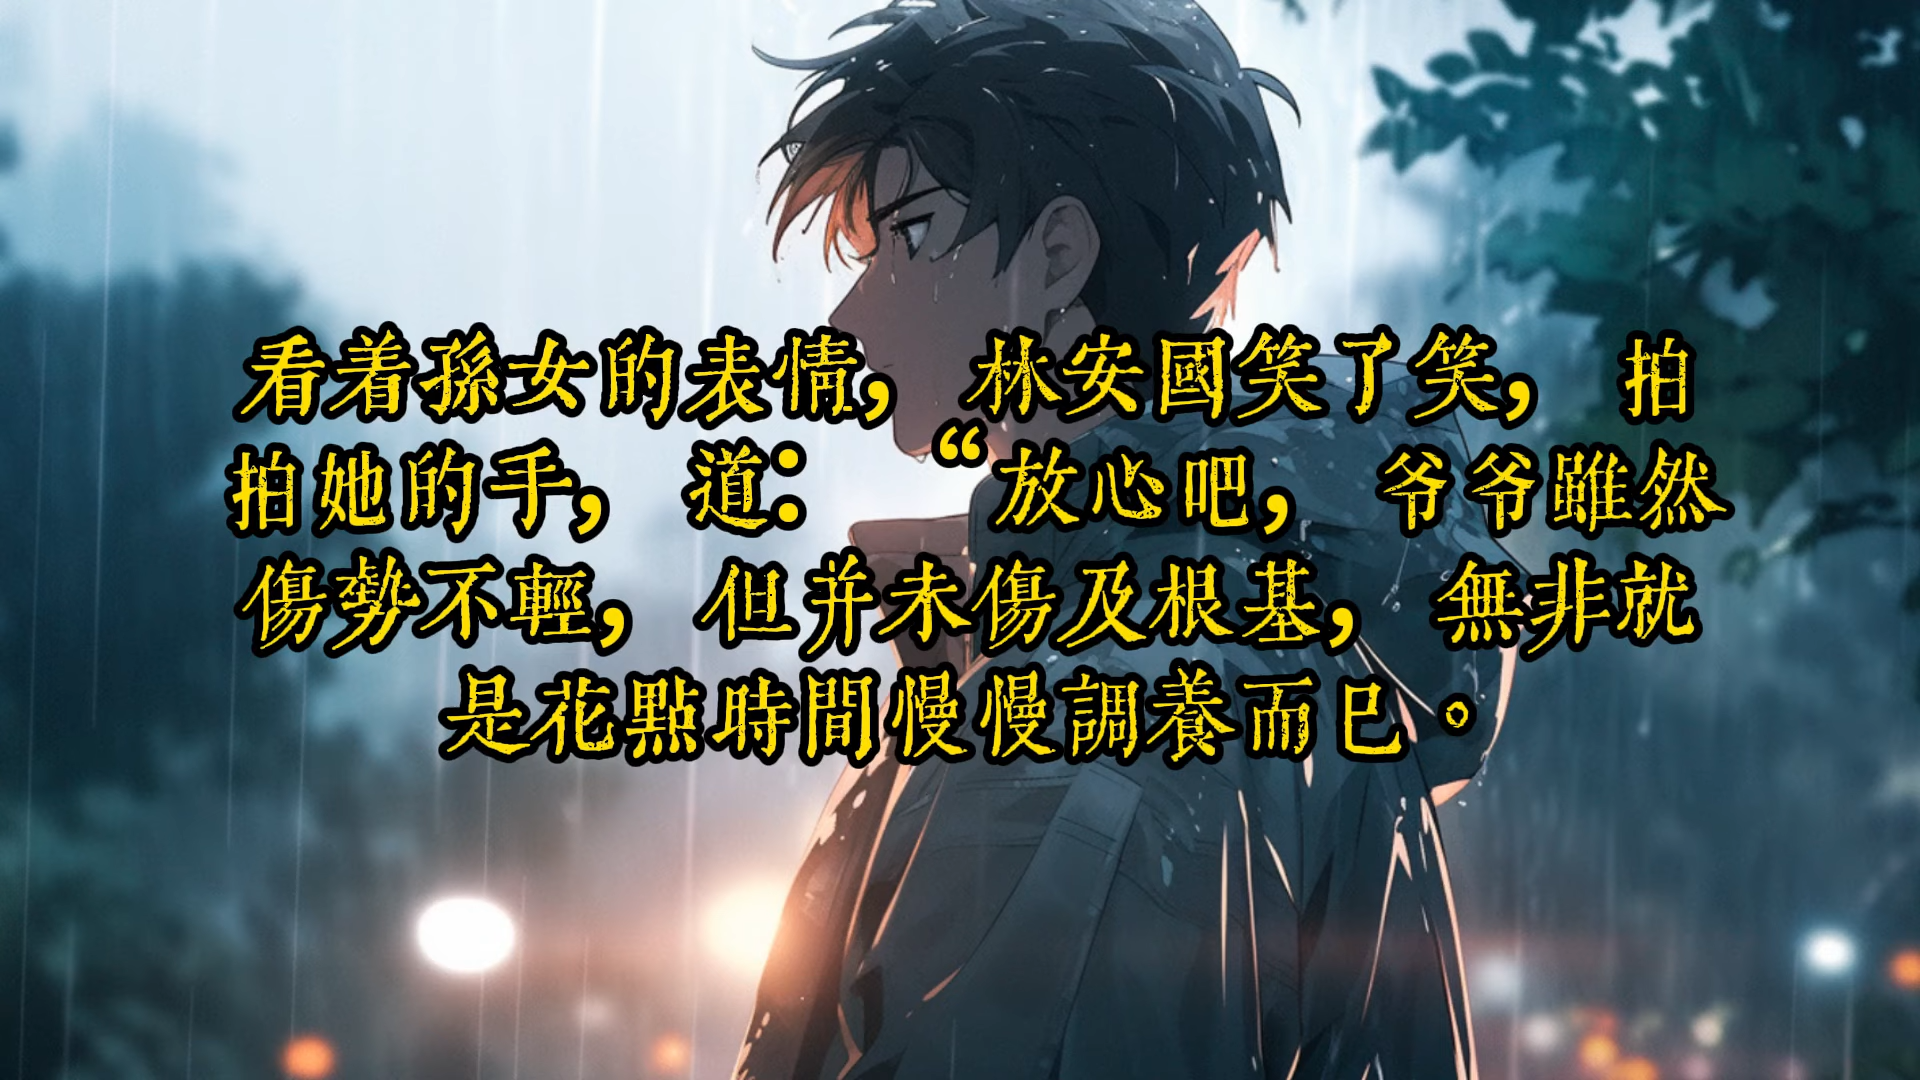 看着孫女的表情，林安國笑了笑，拍
拍她的手，道：“放心吧，爷爷雖然
傷勢不輕，但并未傷及根基，無非就
是花點時間慢慢調養而已。